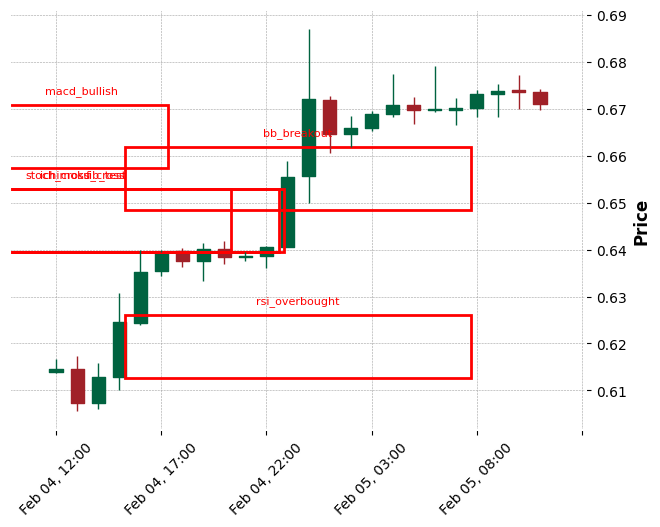 0.69
0.68
macd_bullish
0.67
bb_breakout
0.66
0.65
Price
0.64
0.63
rsi_overbought
0.62
0.61
Feb 04, 12:00
Feb 04, 17:00
Feb 04, 22:00
Feb 05, 03:00
Feb 05, 08:00